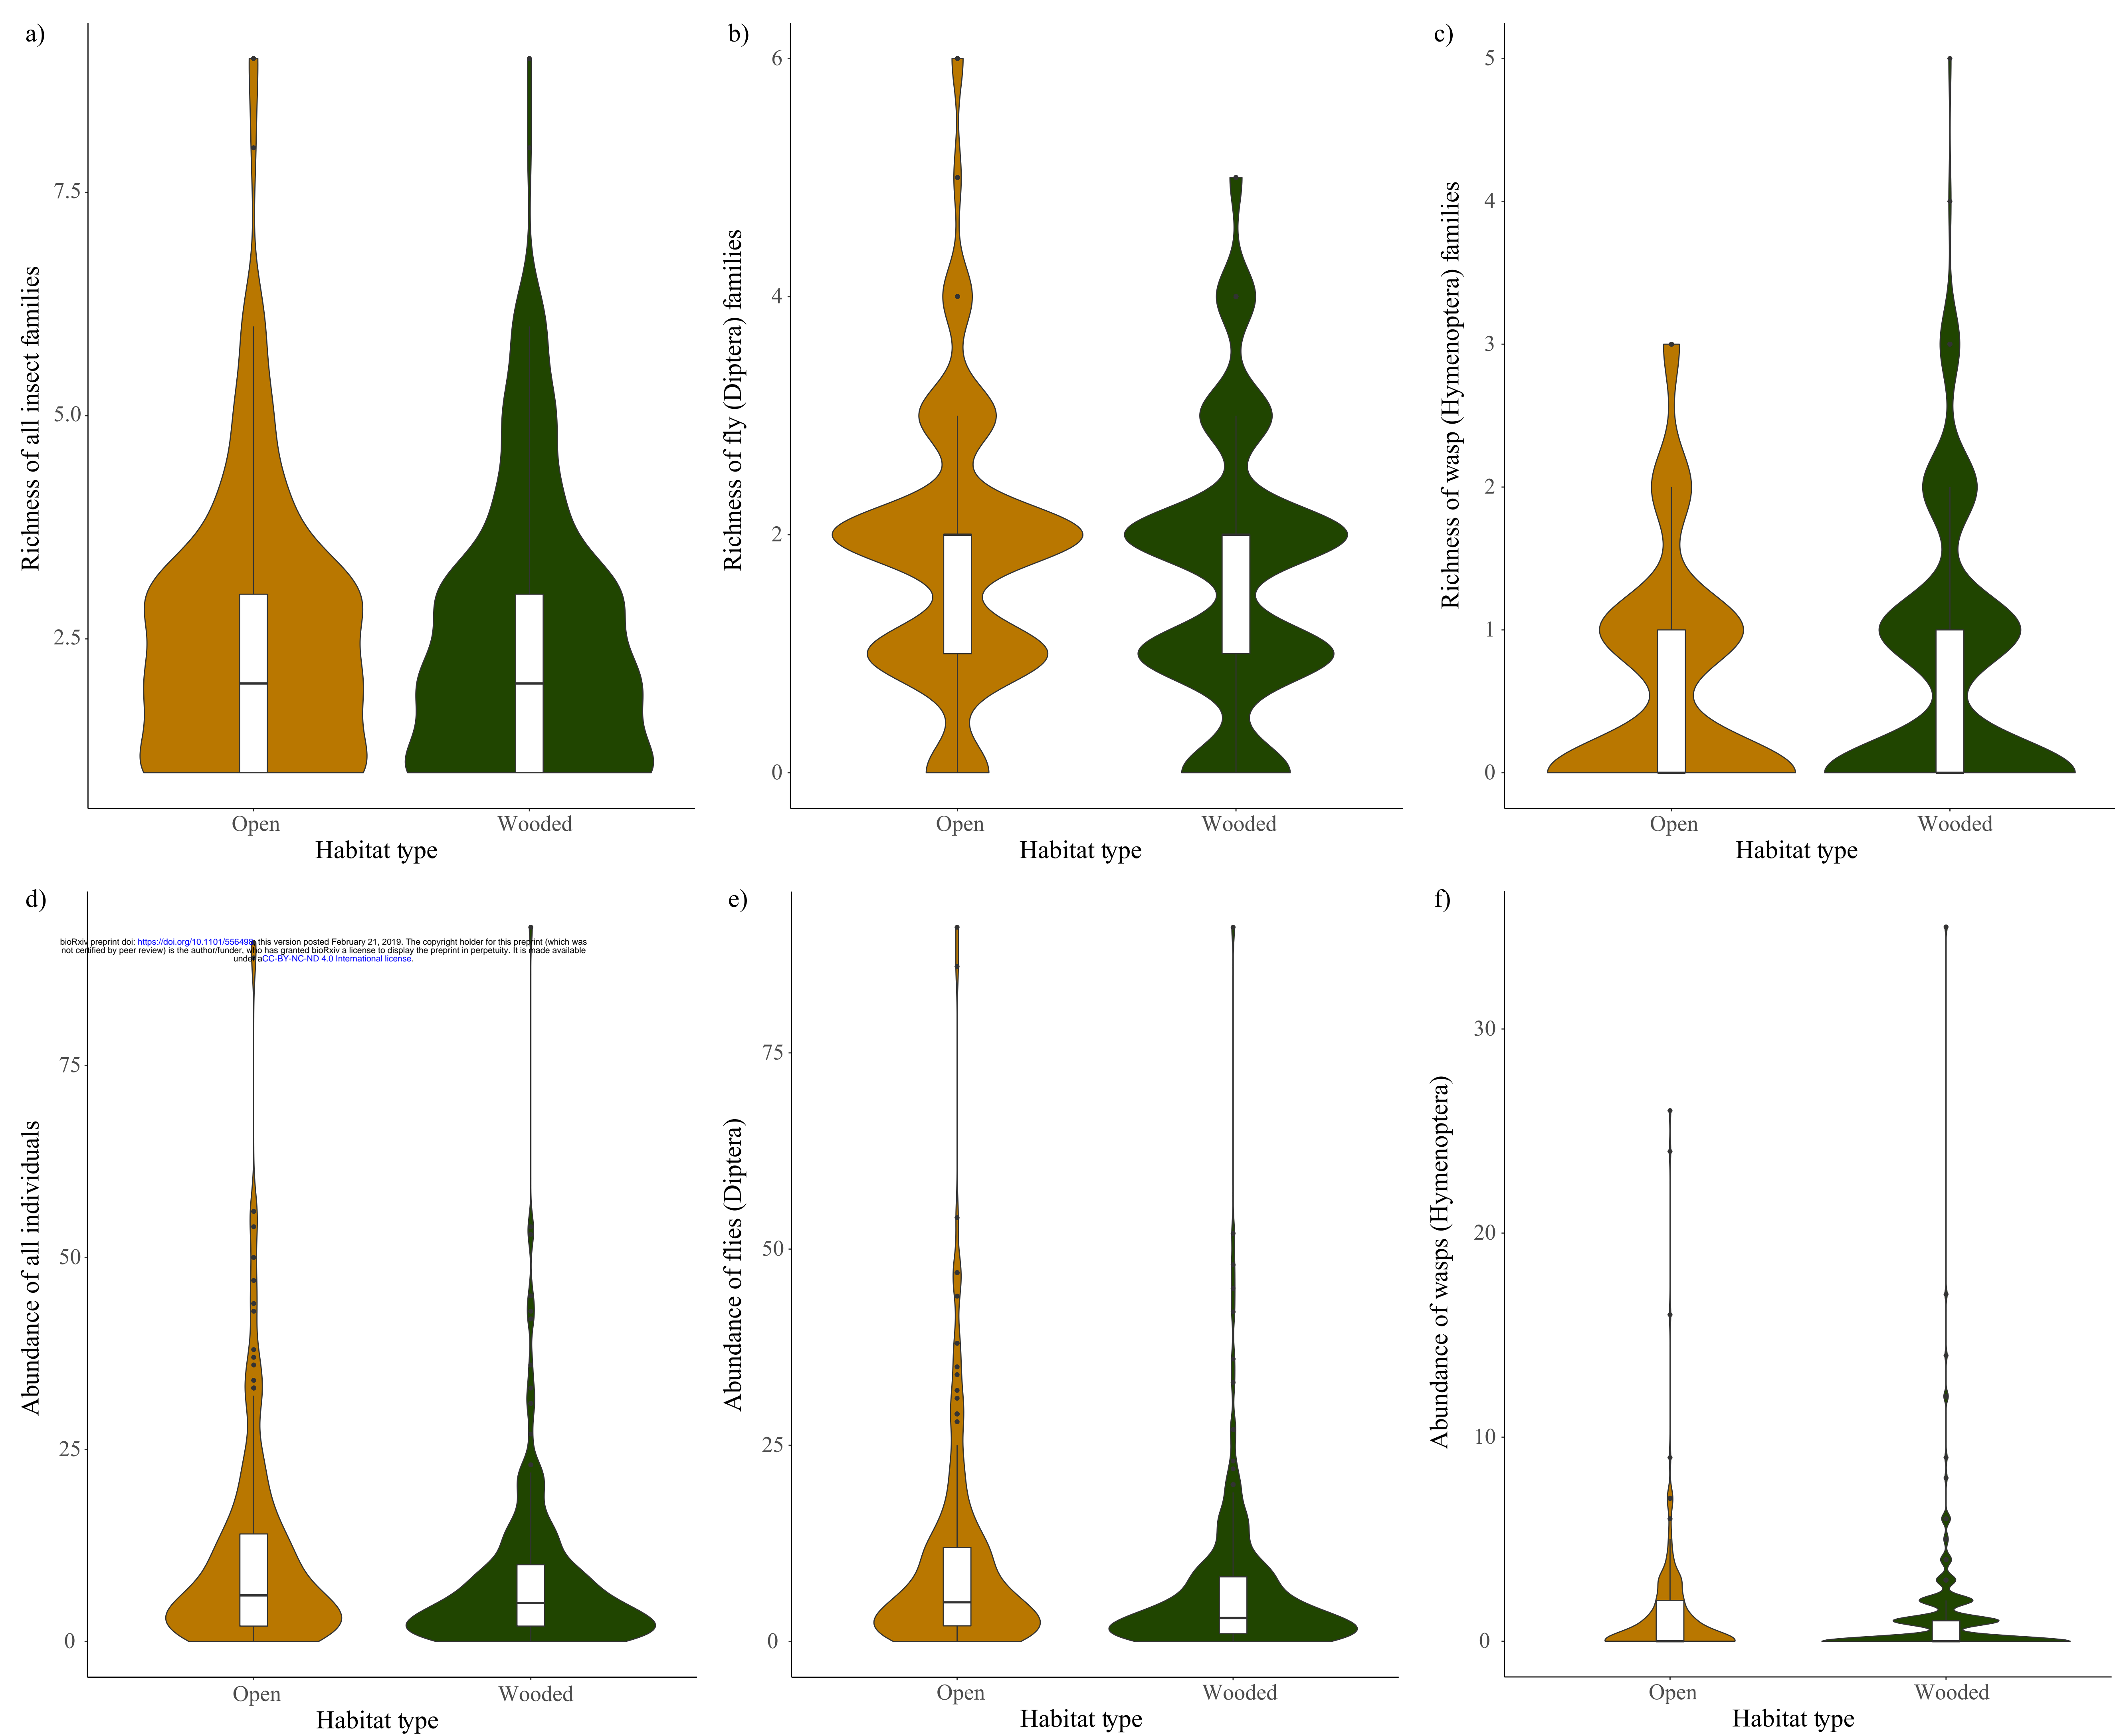 a)
Richness of all insect families
7.5
5.0
2.5
Open
Wooded
Habitat type
b)
Richness of fly (Diptera) families
6
4
2
0
Open
Wooded
Habitat type
c)
Richness of wasp (Hymenoptera) families
5
4
3
2
1
0
Open
Wooded
Habitat type
d)
bioRxiv preprint doi: https://doi.org/10.1101/556498; this version posted February 21, 2019. The copyright holder for this preprint (which was
not certified by peer review) is the author/funder, who has granted bioRxiv a license to display the preprint in perpetuity. It is made available
under aCC-BY-NC-ND 4.0 International license.
Abundance of all individuals
75
50
25
0
Open
Wooded
Habitat type
e)
Abundance of flies (Diptera)
75
50
25
0
Open
Wooded
Habitat type
f)
Abundance of wasps (Hymenoptera)
30
20
10
0
Open
Wooded
Habitat type